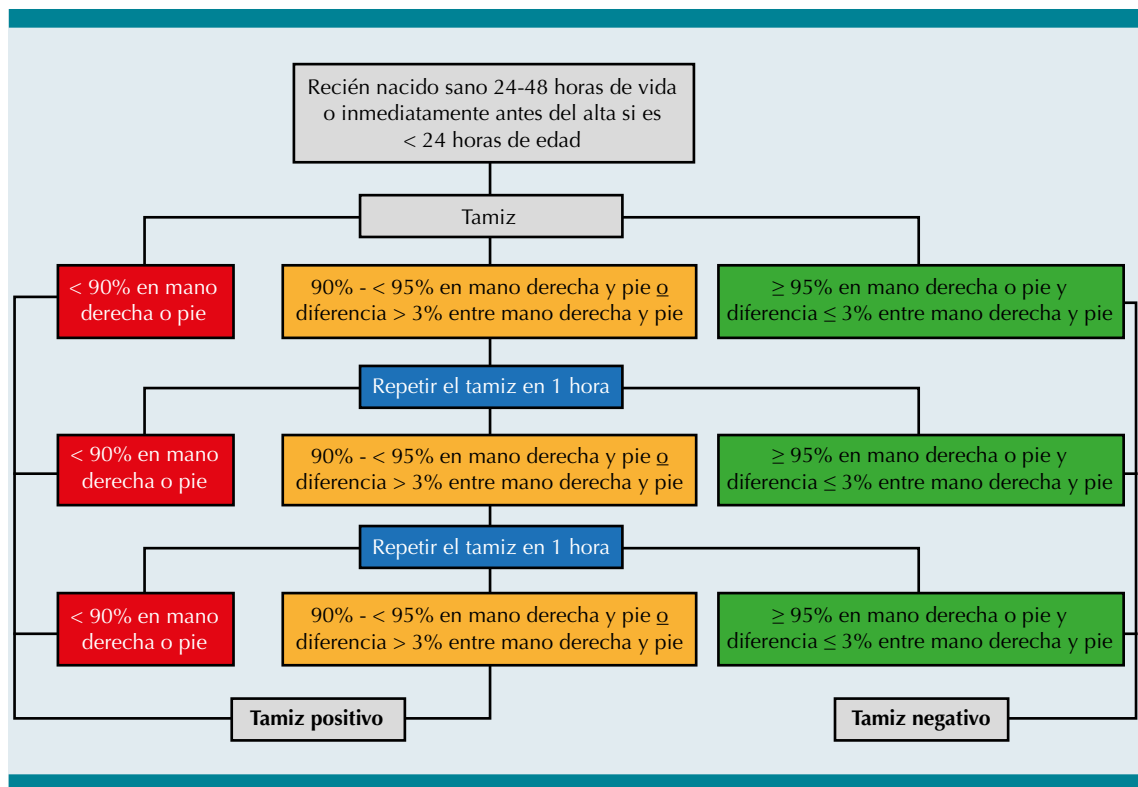 Recién nacido sano 24-48 horas de vida
o inmediatamente antes del alta si es
< 24 horas de edad
Tamiz
< 90% en mano
derecha o pie
90% - < 95% en mano derecha y pie o
diferencia > 3% entre mano derecha y pie
≥ 95% en mano derecha o pie y
diferencia ≤ 3% entre mano derecha y pie
Repetir el tamiz en 1 hora
< 90% en mano
derecha o pie
90% - < 95% en mano derecha y pie o
diferencia > 3% entre mano derecha y pie
≥ 95% en mano derecha o pie y
diferencia ≤ 3% entre mano derecha y pie
Repetir el tamiz en 1 hora
< 90% en mano
derecha o pie
90% - < 95% en mano derecha y pie o
diferencia > 3% entre mano derecha y pie
≥ 95% en mano derecha o pie y
diferencia ≤ 3% entre mano derecha y pie
Tamiz positivo
Tamiz negativo